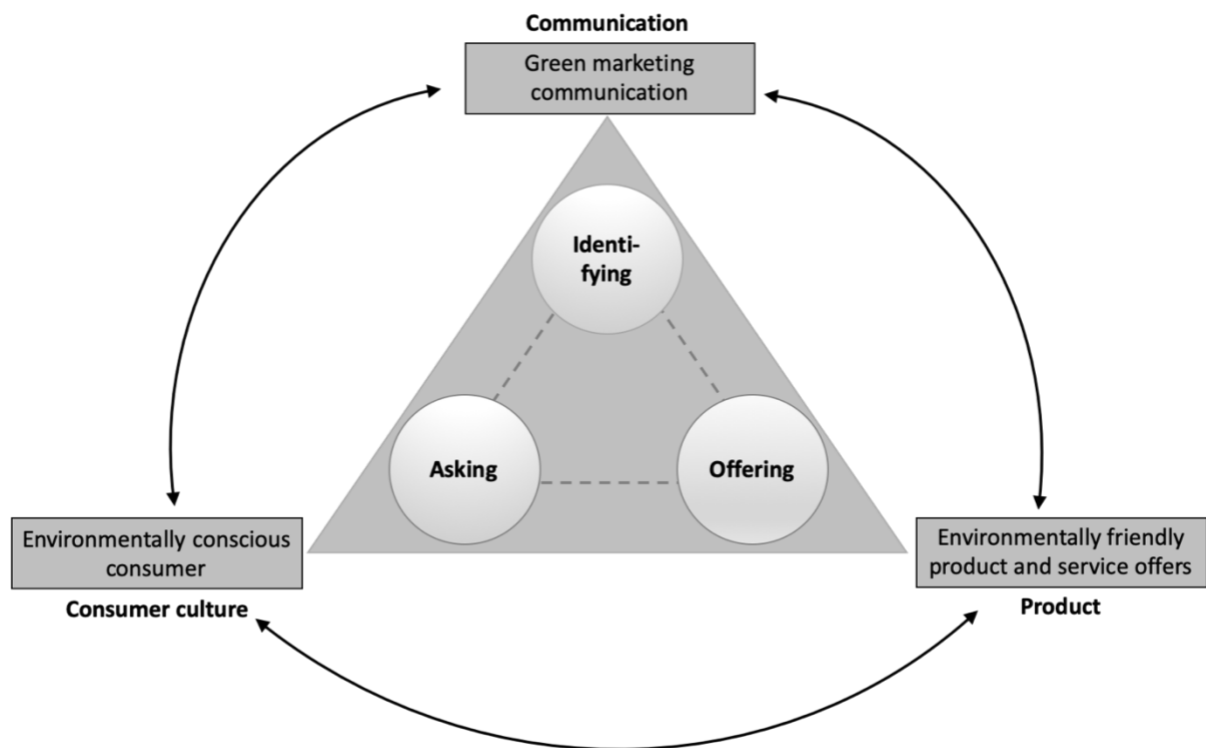 Communication
Green marketing
communication
Identi-
fying
Asking
Offering
Environmentally conscious
consumer
Consumer culture
Environmentally friendly
product and service offers
Product